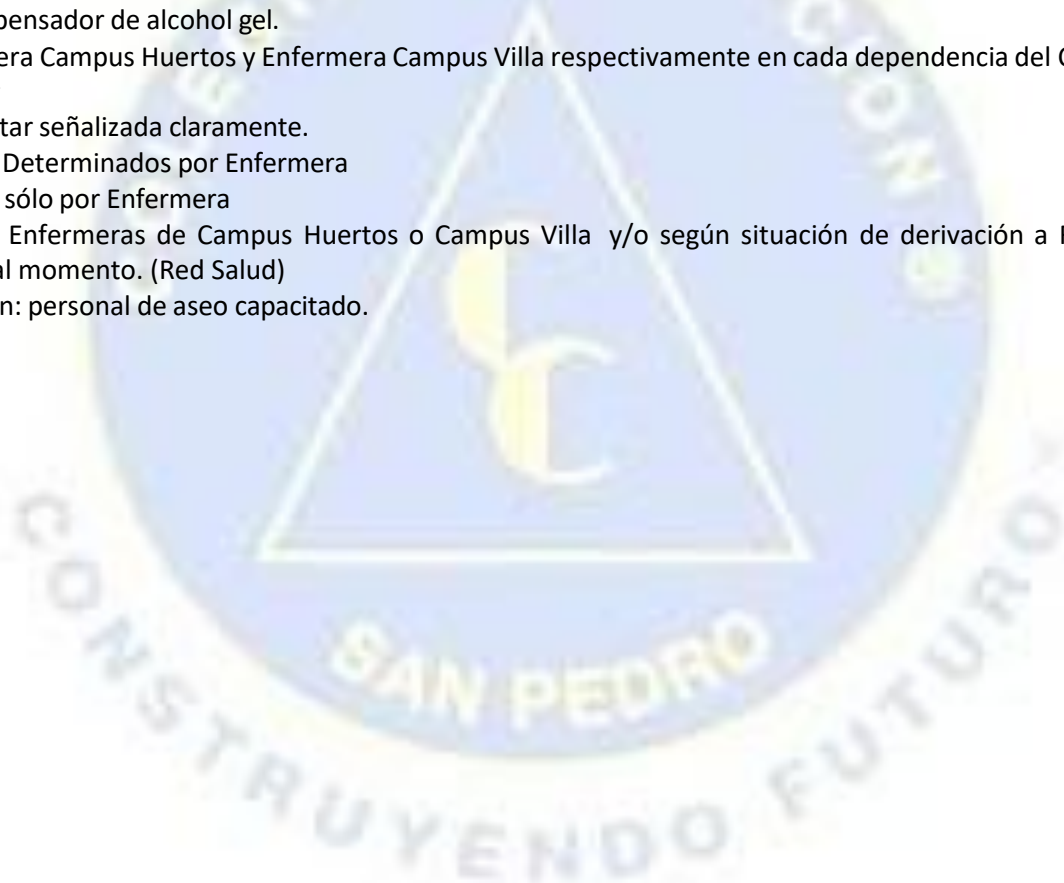 pensador de alcohol gel.
era Campus Huertos y Enfermera Campus Villa respectivamente en cada dependencia del
tar señalizada claramente.
Determinados por Enfermera
sólo por Enfermera
Enfermeras de Campus Huertos o Campus Villa y/o según situación de derivación a
al momento. (Red Salud)
n: personal de aseo capacitado.
SAN PEDRO
CONSTRUYENDO FUTURO